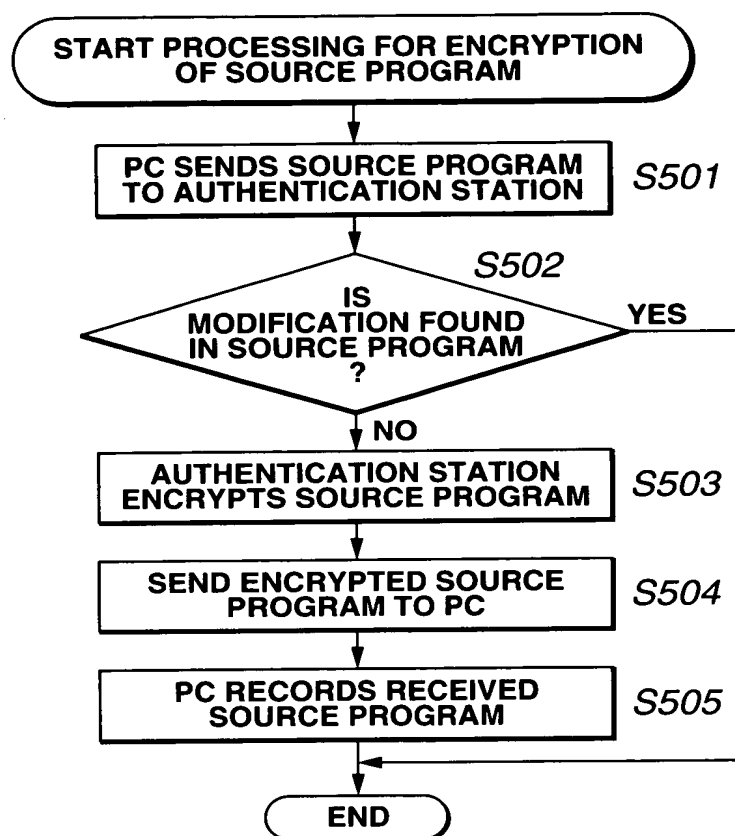 START PROCESSING FOR ENCRYPTION
OF SOURCE PROGRAM
PC SENDS SOURCE PROGRAM
TO AUTHENTICATION STATION
S501
S502
IS
MODIFICATION FOUND
IN SOURCE PROGRAM
?
YES
NO
AUTHENTICATION STATION
ENCRYPTS SOURCE PROGRAM
S503
SEND ENCRYPTED SOURCE
PROGRAM TO PC
S504
PC RECORDS RECEIVED
SOURCE PROGRAM
S505
END